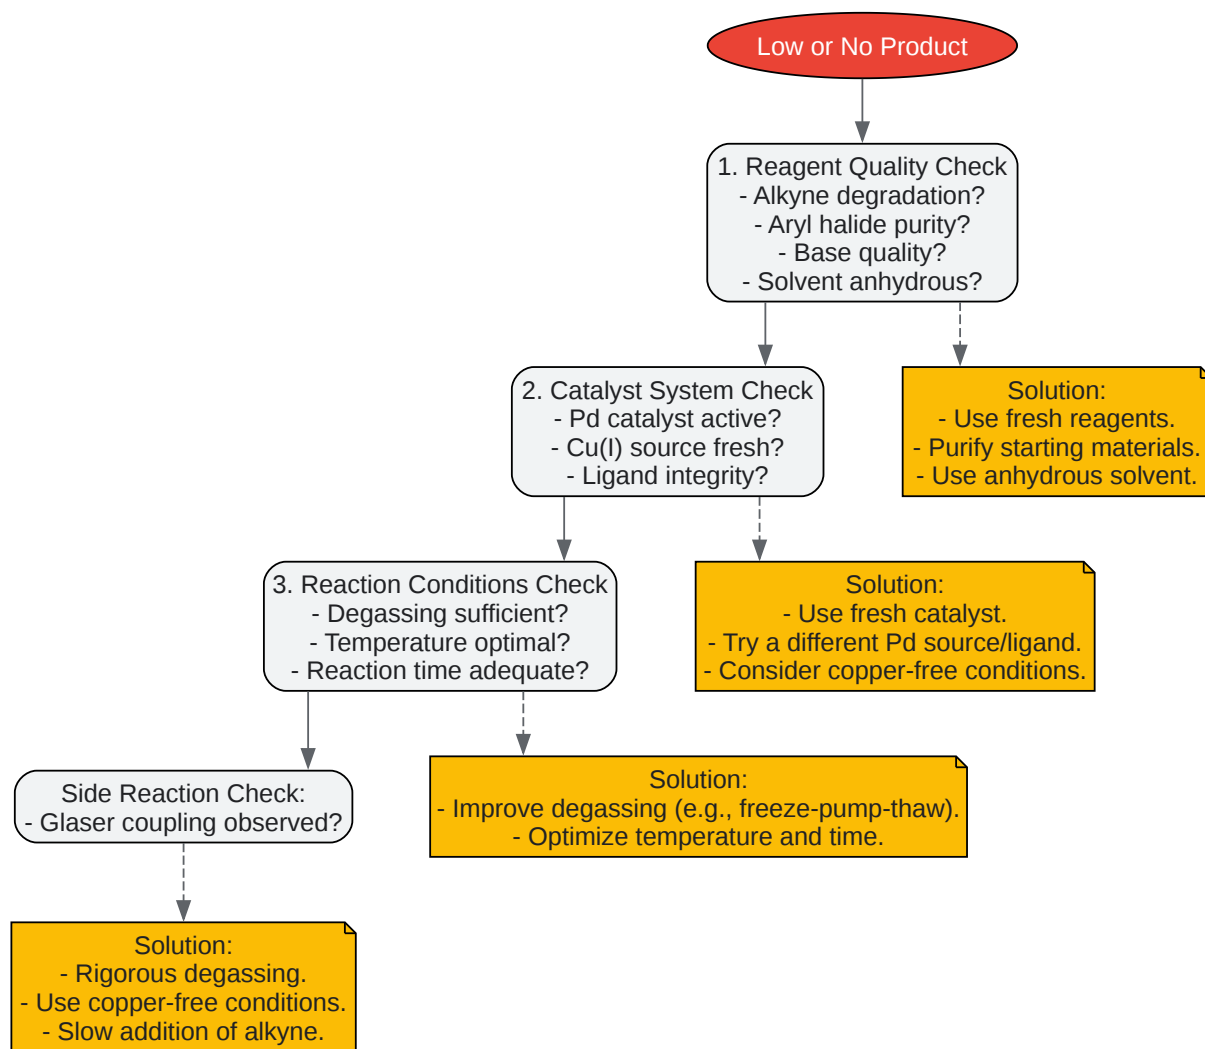 Low or No Product
1. Reagent Quality Check
- Alkyne degradation?
- Aryl halide purity?
- Base quality?
- Solvent anhydrous?
2. Catalyst System Check
- Pd catalyst active?
- Cu(I) source fresh?
- Ligand integrity?
Solution:
- Use fresh reagents.
- Purify starting materials.
- Use anhydrous solvent.
3. Reaction Conditions Check
- Degassing sufficient?
- Temperature optimal?
- Reaction time adequate?
Solution:
- Use fresh catalyst.
- Try a different Pd source/ligand.
- Consider copper-free conditions.
Side Reaction Check:
- Glaser coupling observed?
Solution:
- Improve degassing (e.g., freeze-pump-thaw).
- Optimize temperature and time.
Solution:
- Rigorous degassing.
- Use copper-free conditions.
- Slow addition of alkyne.